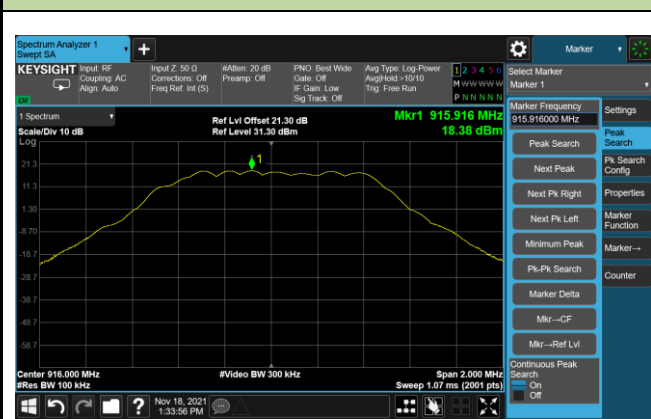 Spectrum Analyzer 1
Swept SA
+
Marker
KEYSIGHT
Input: RF
Coupling: AC
Align: Auto
Input Z: 50 Ω
Corrections: Off
Freq Ref: Int (S)
#Atten: 20 dB
Preamp: Off
PNO: Best Wide
Gate: Off
IF Gain: Low
Sig Track: Off
Avg Type: Log-Power
Avg|Hold:>10/10
Trig: Free Run
1 2 3 4 5 6
M W W W W W
P N N N N N
Select Marker
Marker 1
1 Spectrum
Scale/Div 10 dB
Log
Ref Lvl Offset 21.30 dB
Ref Level 31.30 dBm
Mkr1 915.916 MHz
18.38 dBm
1
21.3
11.3
1.30
-8.70
-18.7
-28.7
-38.7
-48.7
-58.7
Center 916.000 MHz
#Res BW 100 kHz
#Video BW 300 kHz
Span 2.000 MHz
Sweep 1.07 ms (2001 pts)
Marker Frequency
915.916000 MHz
Peak Search
Next Peak
Next Pk Right
Next Pk Left
Minimum Peak
Pk-Pk Search
Marker Delta
Mkr→CF
Mkr→Ref Lvl
Continuous Peak
Search
On
Off
Settings
Peak
Search
Pk Search
Config
Properties
Marker
Function
Marker→
Counter
?
Nov 18, 2021
1:33:56 PM